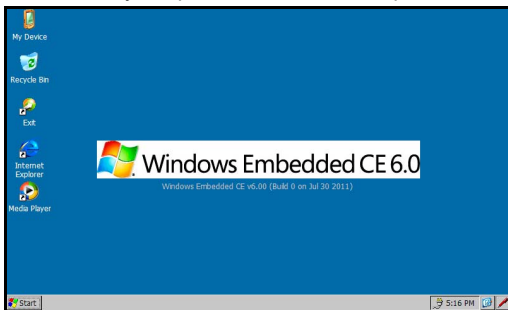 My Device
Recycle Bin
Exit
Internet
Explorer
Media Player
Windows Embedded CE 6.0
Windows Embedded CE v6.00 (Build 0 on Jul 30 2011)
Start
5:16 PM